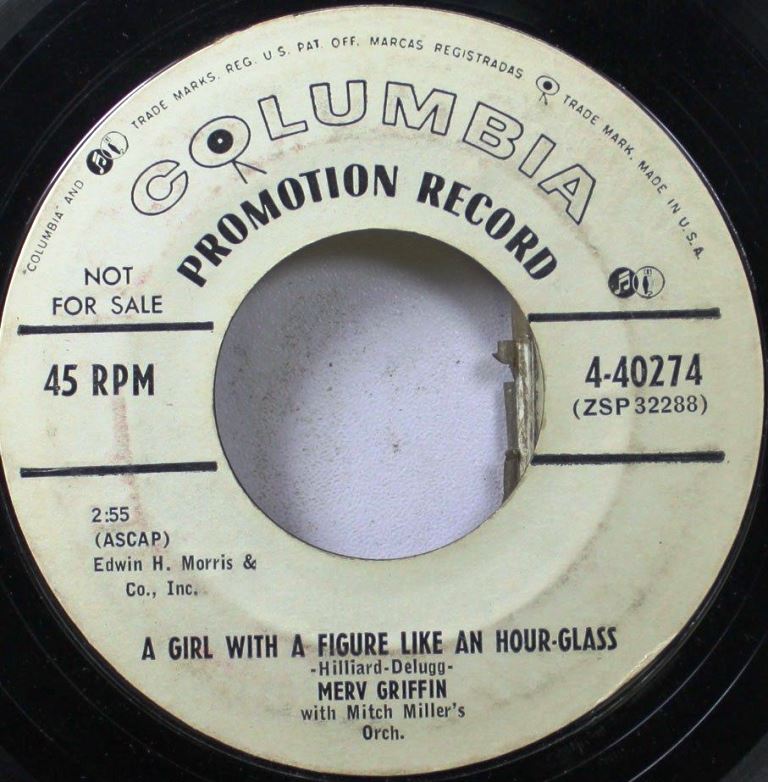 "COLUMBIA" AND TRADE MARKS. REG. U.S. PAT. OFF. MARCAS REGISTRADAS TRADE MARK. MADE IN U.S.A.
COLUMBIA
PROMOTION RECORD
NOT
FOR SALE
45 RPM
4-40274
(ZSP 32288)
2:55
(ASCAP)
Edwin H. Morris &
Co., Inc.
A GIRL WITH A FIGURE LIKE AN HOUR-GLASS
-Hilliard-Delugg-
MERV GRIFFIN
with Mitch Miller's
Orch.